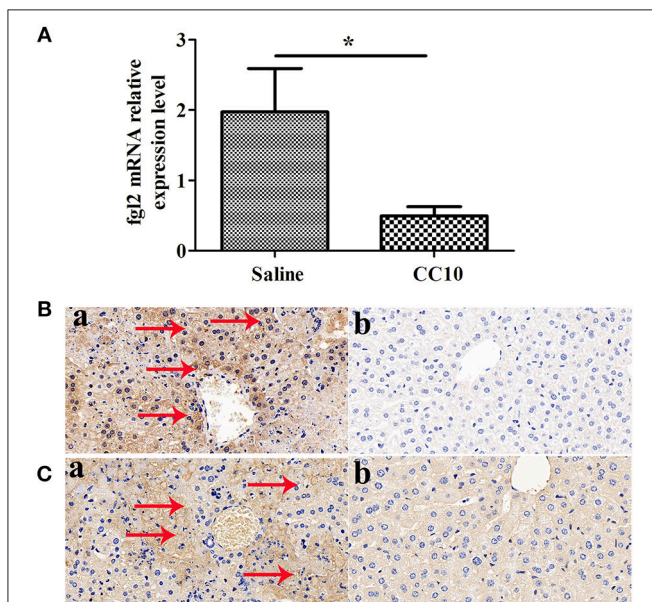 A
fgl2 mRNA relative
expression level
3
2
1
0
*
Saline
CC10
B
a
b
C
a
b